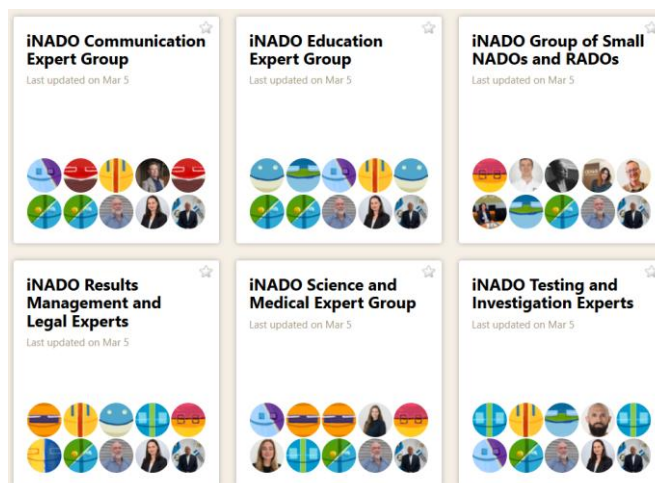 iNADO Communication
Expert Group
Last updated on Mar 5
iNADO Education
Expert Group
Last updated on Mar 5
iNADO Group of Small
NADOs and RADOs
Last updated on Mar 5
iNADO Results
Management and
Legal Experts
Last updated on Mar 5
iNADO Science and
Medical Expert Group
Last updated on Mar 5
iNADO Testing and
Investigation Experts
Last updated on Mar 5